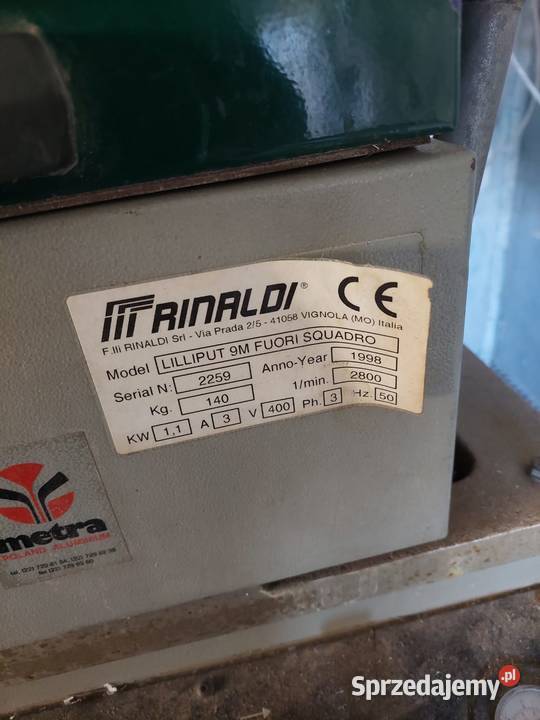 RINALDI® CE
F.lli RINALDI Srl - Via Prada 2/5 - 41058 VIGNOLA (MO) Italia
Model LILLIPUT 9M FUORI SQUADRO
Serial N: 2259 Anno-Year 1998
Kg. 140 1/min. 2800
KW 1,1 A 3 V 400 Ph. 3 Hz. 50
metra
POLAND ALUMINIUM
Sprzedajemy.pl